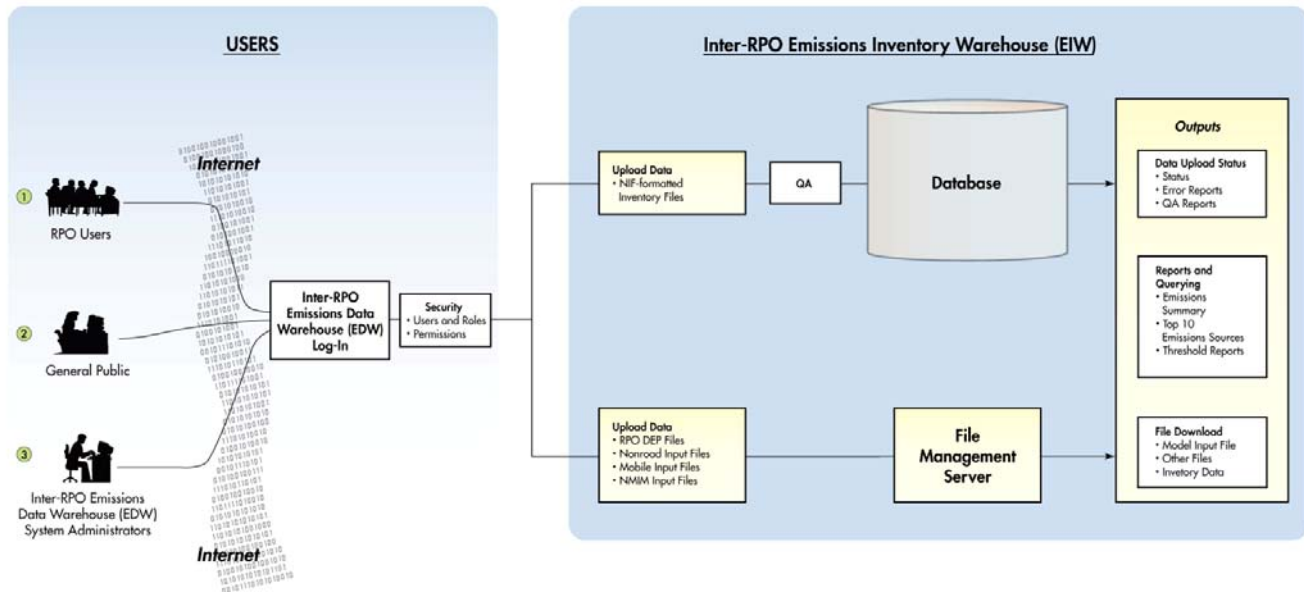 USERS
Internet
1
RPO Users
2
General Public
3
Inter-RPO Emissions
Data Warehouse (EDW)
System Administrators
Internet
Inter-RPO
Emissions Data
Warehouse (EDW)
Log-In
Security
• Users and Roles
• Permissions
Inter-RPO Emissions Inventory Warehouse (EIW)
Upload Data
• NIF-formatted
Inventory Files
QA
Database
Upload Data
• RPO DEP Files
• Nonroad Input Files
• Mobile Input Files
• NMIM Input Files
File
Management
Server
Outputs
Data Upload Status
• Status
• Error Reports
• QA Reports
Reports and
Querying
• Emissions
Summary
• Top 10
Emissions Sources
• Threshold Reports
File Download
• Model Input File
• Other Files
• Invetory Data